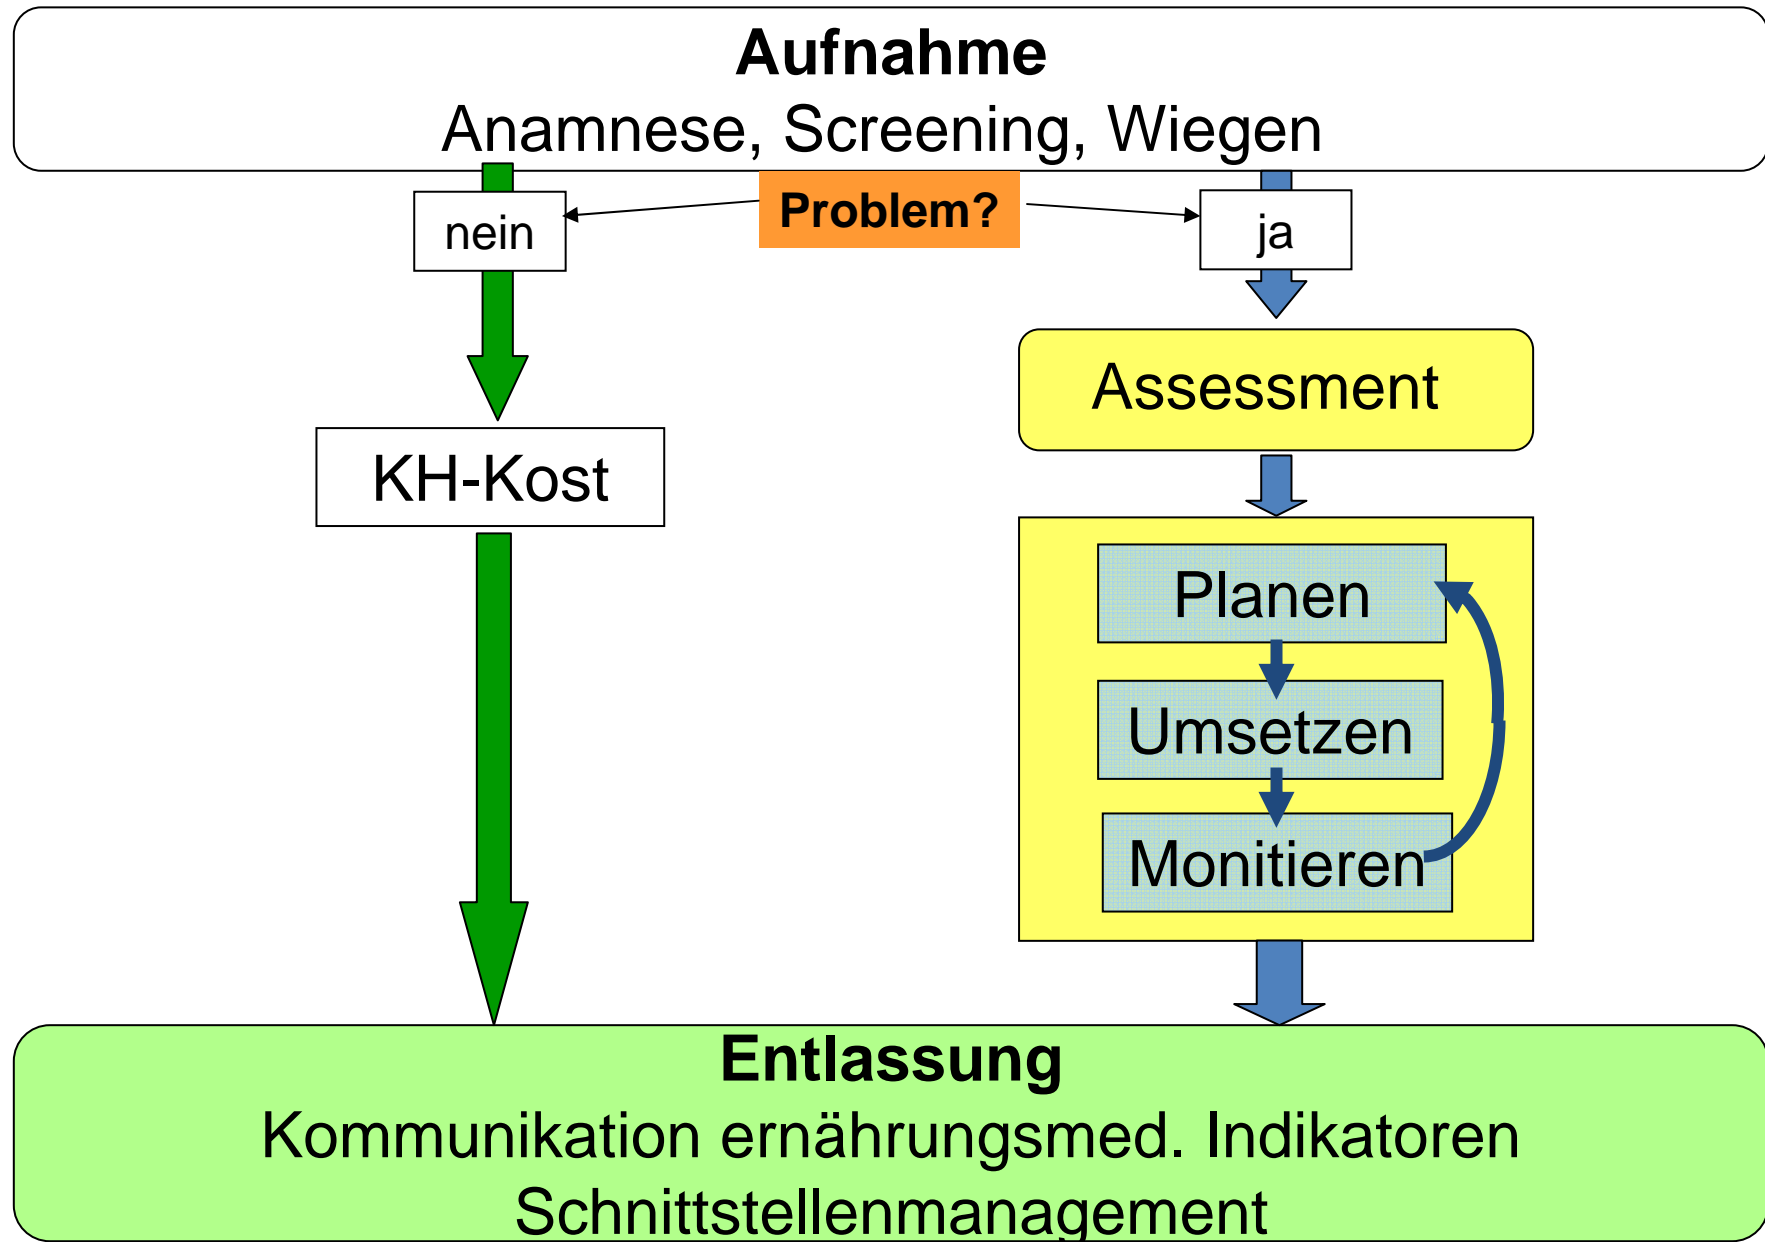 Aufnahme
Anamnese, Screening, Wiegen
Problem?
nein
ja
Assessment
KH-Kost
Planen
Umsetzen
Monitieren
Entlassung
Kommunikation ernährungsmed. Indikatoren
Schnittstellenmanagement